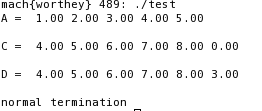 mach{worthey} 489: ./test
A =  1.00 2.00 3.00 4.00 5.00
C =  4.00 5.00 6.00 7.00 8.00 0.00
D =  4.00 5.00 6.00 7.00 8.00 3.00
normal termination